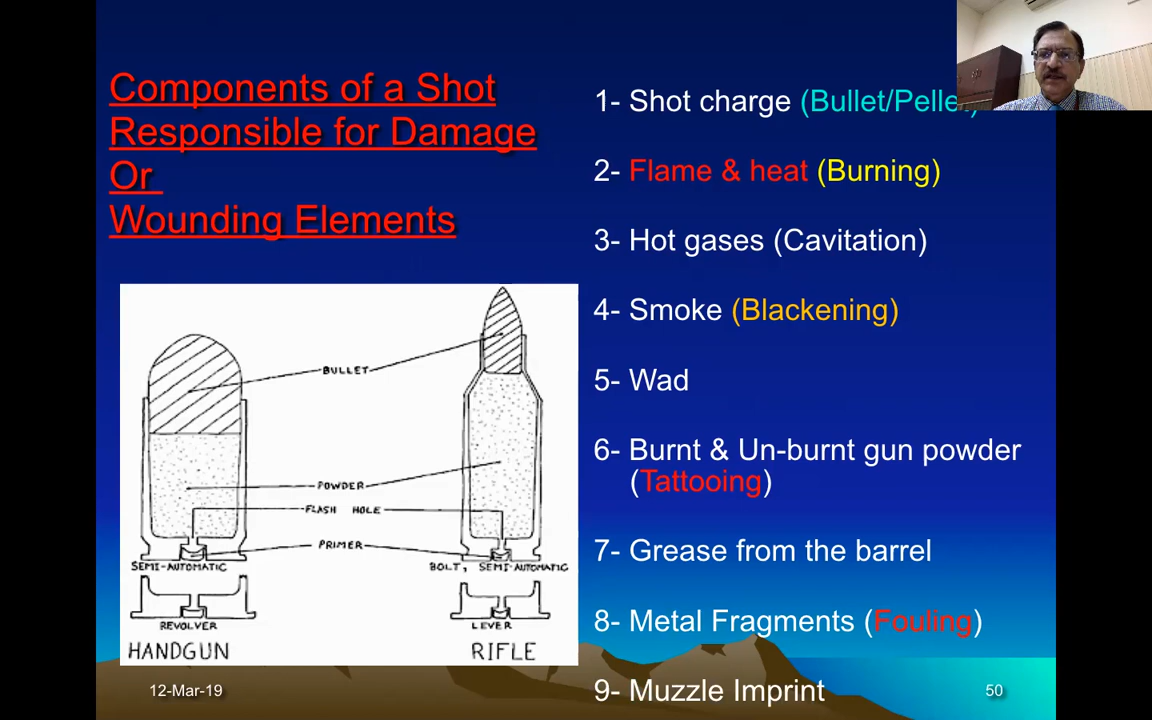 Components of a Shot
Responsible for Damage
Or
Wounding Elements
1- Shot charge (Bullet/Pellet)
2- Flame & heat (Burning)
3- Hot gases (Cavitation)
4- Smoke (Blackening)
5- Wad
6- Burnt & Un-burnt gun powder
(Tattooing)
7- Grease from the barrel
8- Metal Fragments (Fouling)
9- Muzzle Imprint
BULLET
POWDER
FLASH HOLE
PRIMER
SEMI-AUTOMATIC
BOLT, SEMI-AUTOMATIC
REVOLVER
LEVER
HANDGUN
RIFLE
12-Mar-19
50